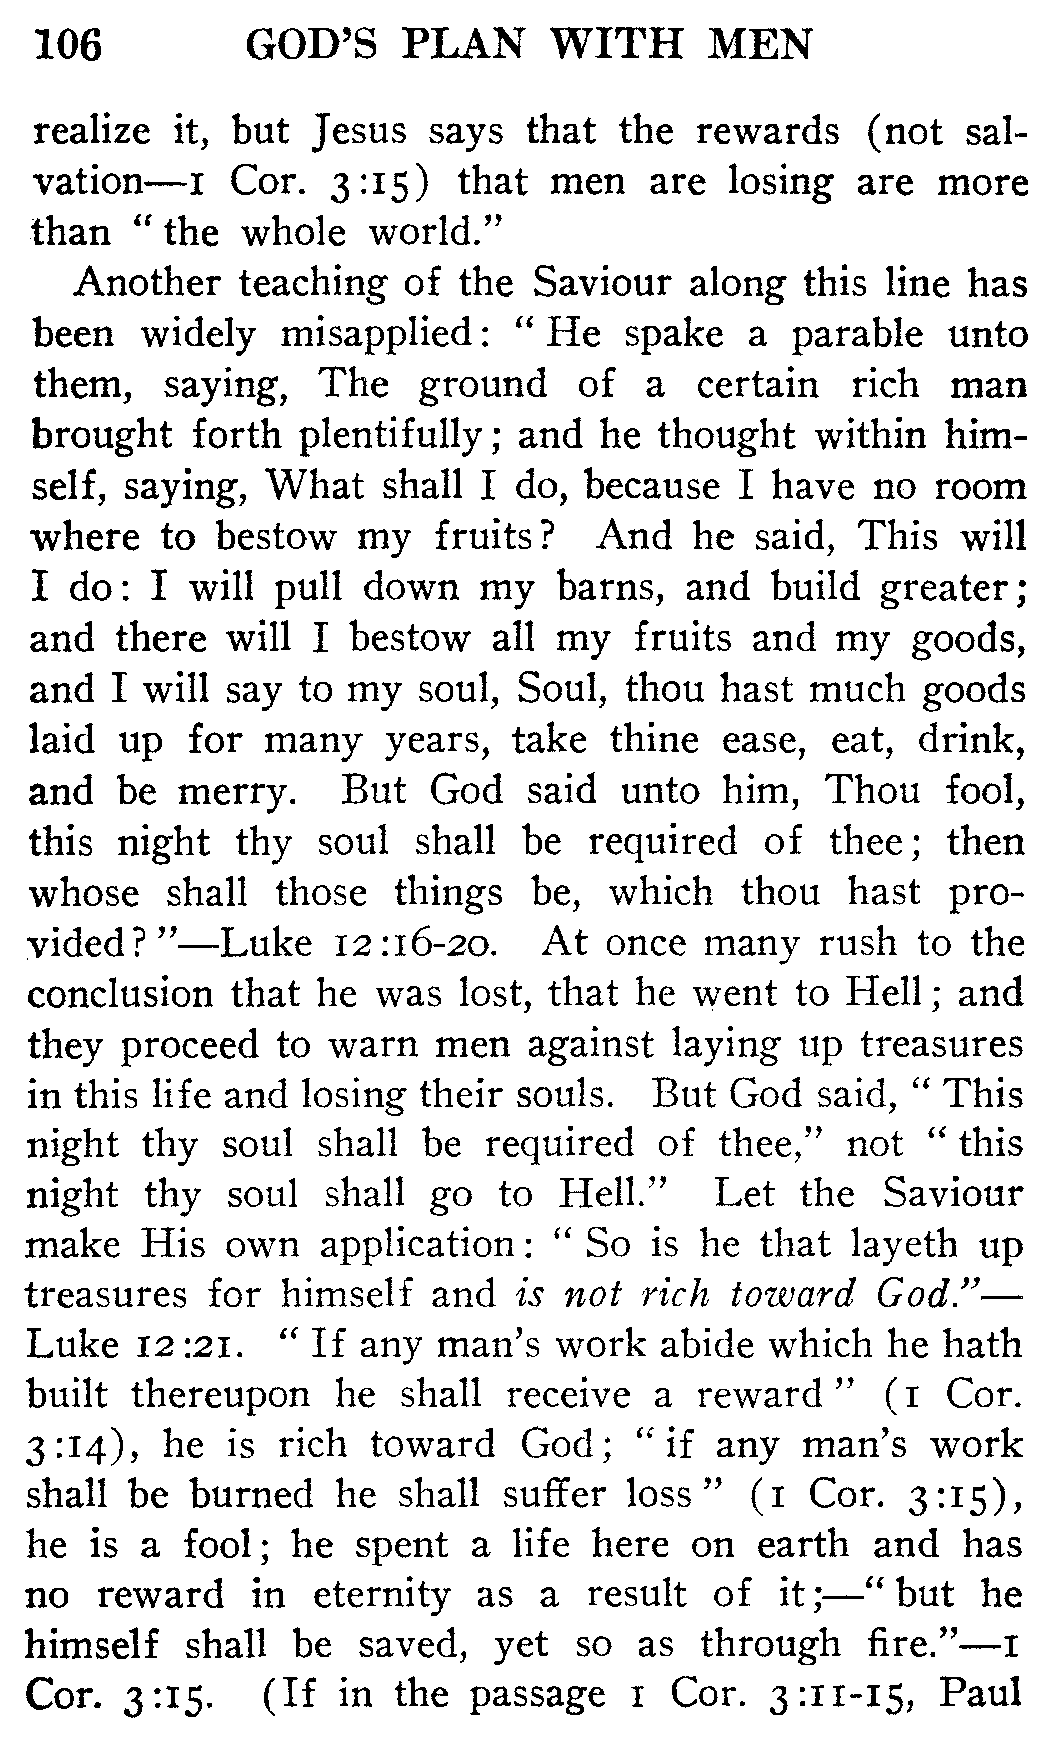 106 GOD'S PLAN WITH MEN
realize it, but Jesus says that the rewards (not sal-
vation—1 Cor. 3:15) that men are losing are more
than "the whole world."
Another teaching of the Saviour along this line has
been widely misapplied: "He spake a parable unto
them, saying, The ground of a certain rich man
brought forth plentifully; and he thought within him-
self, saying, What shall I do, because I have no room
where to bestow my fruits? And he said, This will
I do: I will pull down my barns, and build greater;
and there will I bestow all my fruits and my goods,
and I will say to my soul, Soul, thou hast much goods
laid up for many years, take thine ease, eat, drink,
and be merry. But God said unto him, Thou fool,
this night thy soul shall be required of thee; then
whose shall those things be, which thou hast pro-
vided?"—Luke 12:16-20. At once many rush to the
conclusion that he was lost, that he went to Hell; and
they proceed to warn men against laying up treasures
in this life and losing their souls. But God said, "This
night thy soul shall be required of thee," not "this
night thy soul shall go to Hell." Let the Saviour
make His own application: "So is he that layeth up
treasures for himself and is not rich toward God."—
Luke 12:21. "If any man's work abide which he hath
built thereupon he shall receive a reward" (1 Cor.
3:14), he is rich toward God; "if any man's work
shall be burned he shall suffer loss" (1 Cor. 3:15),
he is a fool; he spent a life here on earth and has
no reward in eternity as a result of it;—"but he
himself shall be saved, yet so as through fire."—1
Cor. 3:15. (If in the passage 1 Cor. 3:11-15, Paul